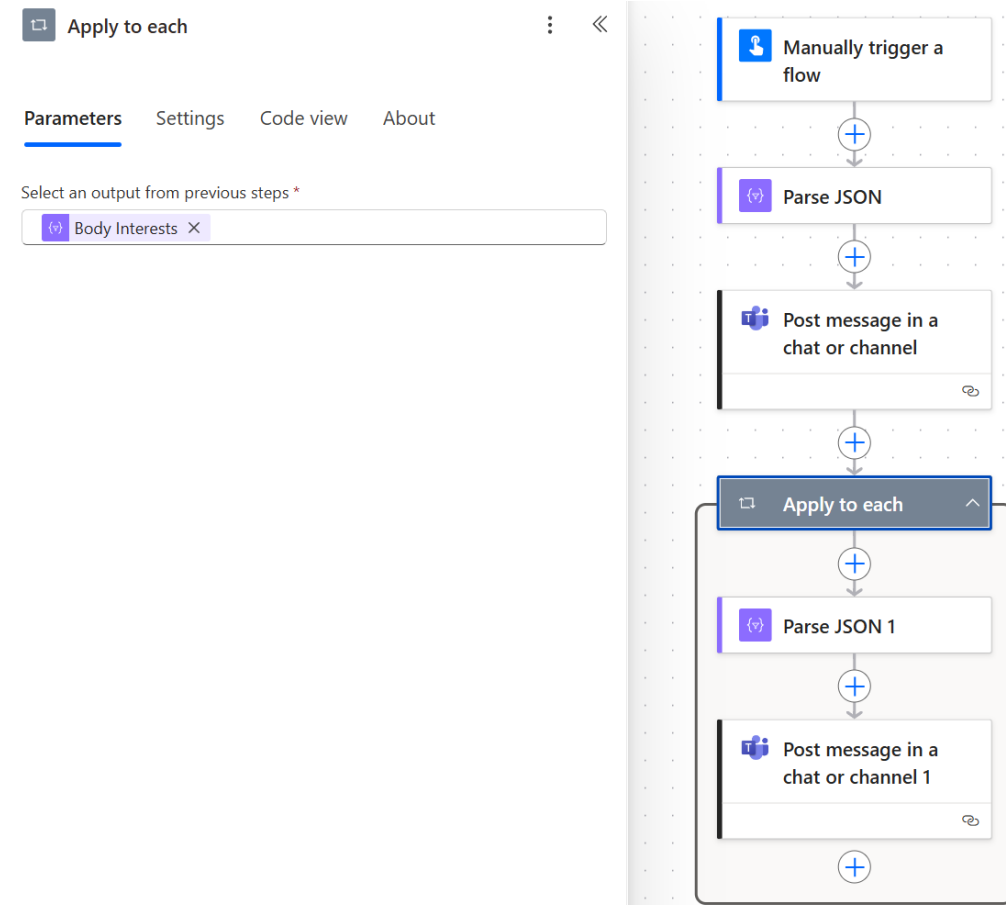 Apply to each
Parameters Settings Code view About
Select an output from previous steps *
Body Interests
Manually trigger a
flow
Parse JSON
Post message in a
chat or channel
Apply to each
Parse JSON 1
Post message in a
chat or channel 1